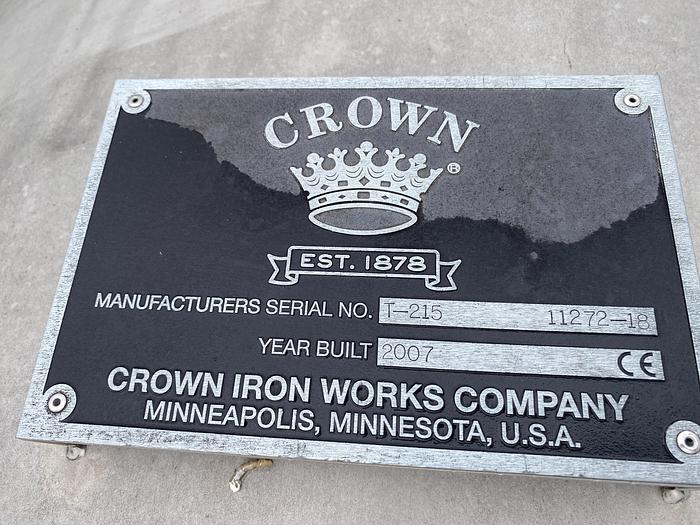 CROWN
®
EST. 1878
MANUFACTURERS SERIAL NO. T-215 11272-18
YEAR BUILT 2007 CE
CROWN IRON WORKS COMPANY
MINNEAPOLIS, MINNESOTA, U.S.A.